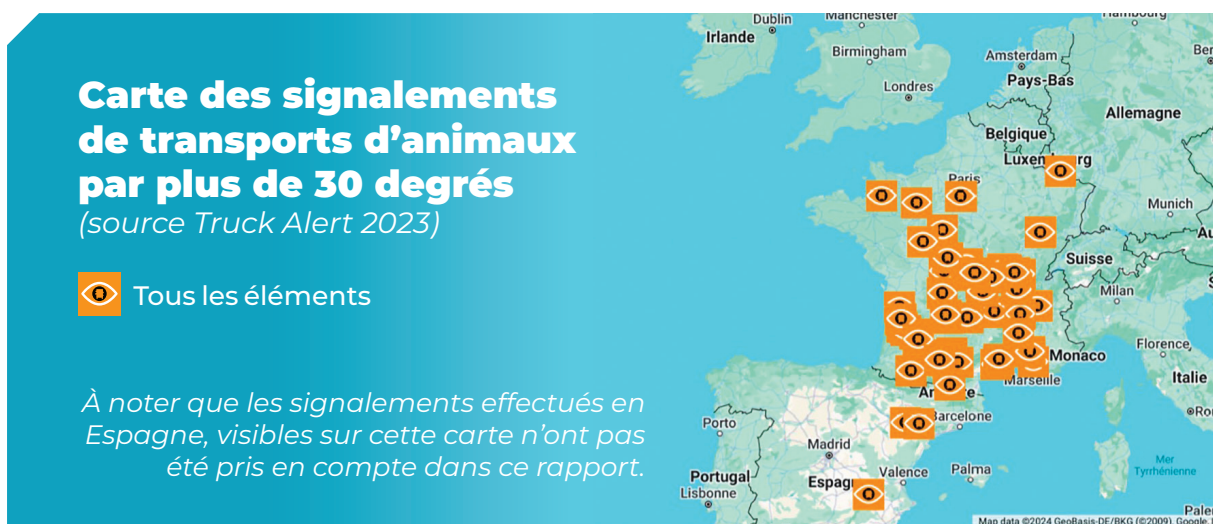 Carte des signalements
de transports d’animaux
par plus de 30 degrés
(source Truck Alert 2023)
Tous les éléments
À noter que les signalements effectués en
Espagne, visibles sur cette carte n’ont pas
été pris en compte dans ce rapport.
Dublin
Manchester
Irlande
Birmingham
Amsterdam
Pays-Bas
Londres
Allemagne
Belgique
Paris
Munich
Suisse
Milan
Monaco
Florence
Marseille
Italie
Porto
Madrid
Portugal
Lisbonne
Valence
Palma
Mer
Tyrrhénienne
Map data ©2024 GeoBasis-DE/BKG (©2009), Google